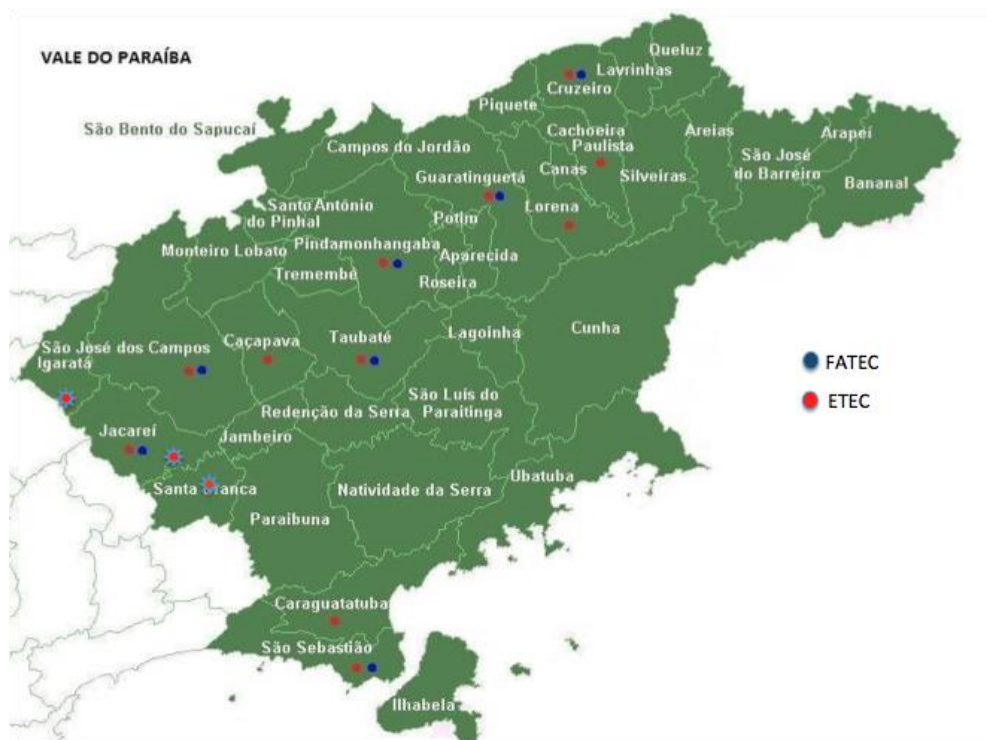 VALE DO PARAÍBA
Queluz
Lavrinhas
Cruzeiro
Piquete
São Bento do Sapucaí
Cachoeira
Paulista
Areias
Arapeí
Campos do Jordão
São José
do Barreiro
Guaratinguetá
Canas
Silveiras
Bananal
Santo Antônio
do Pinhal
Potim
Lorena
Monteiro Lobato
Pindamonhangaba
Aparecida
Tremembé
Roseira
Lagoinha
Cunha
São José dos Campos
Caçapava
Taubaté
Igaratá
FATEC
São Luís do
Paraitinga
ETEC
Redenção da Serra
Jacareí
Jambeiro
Ubatuba
Santa Branca
Natividade da Serra
Paraibuna
Caraguatatuba
São Sebastião
Ilhabela